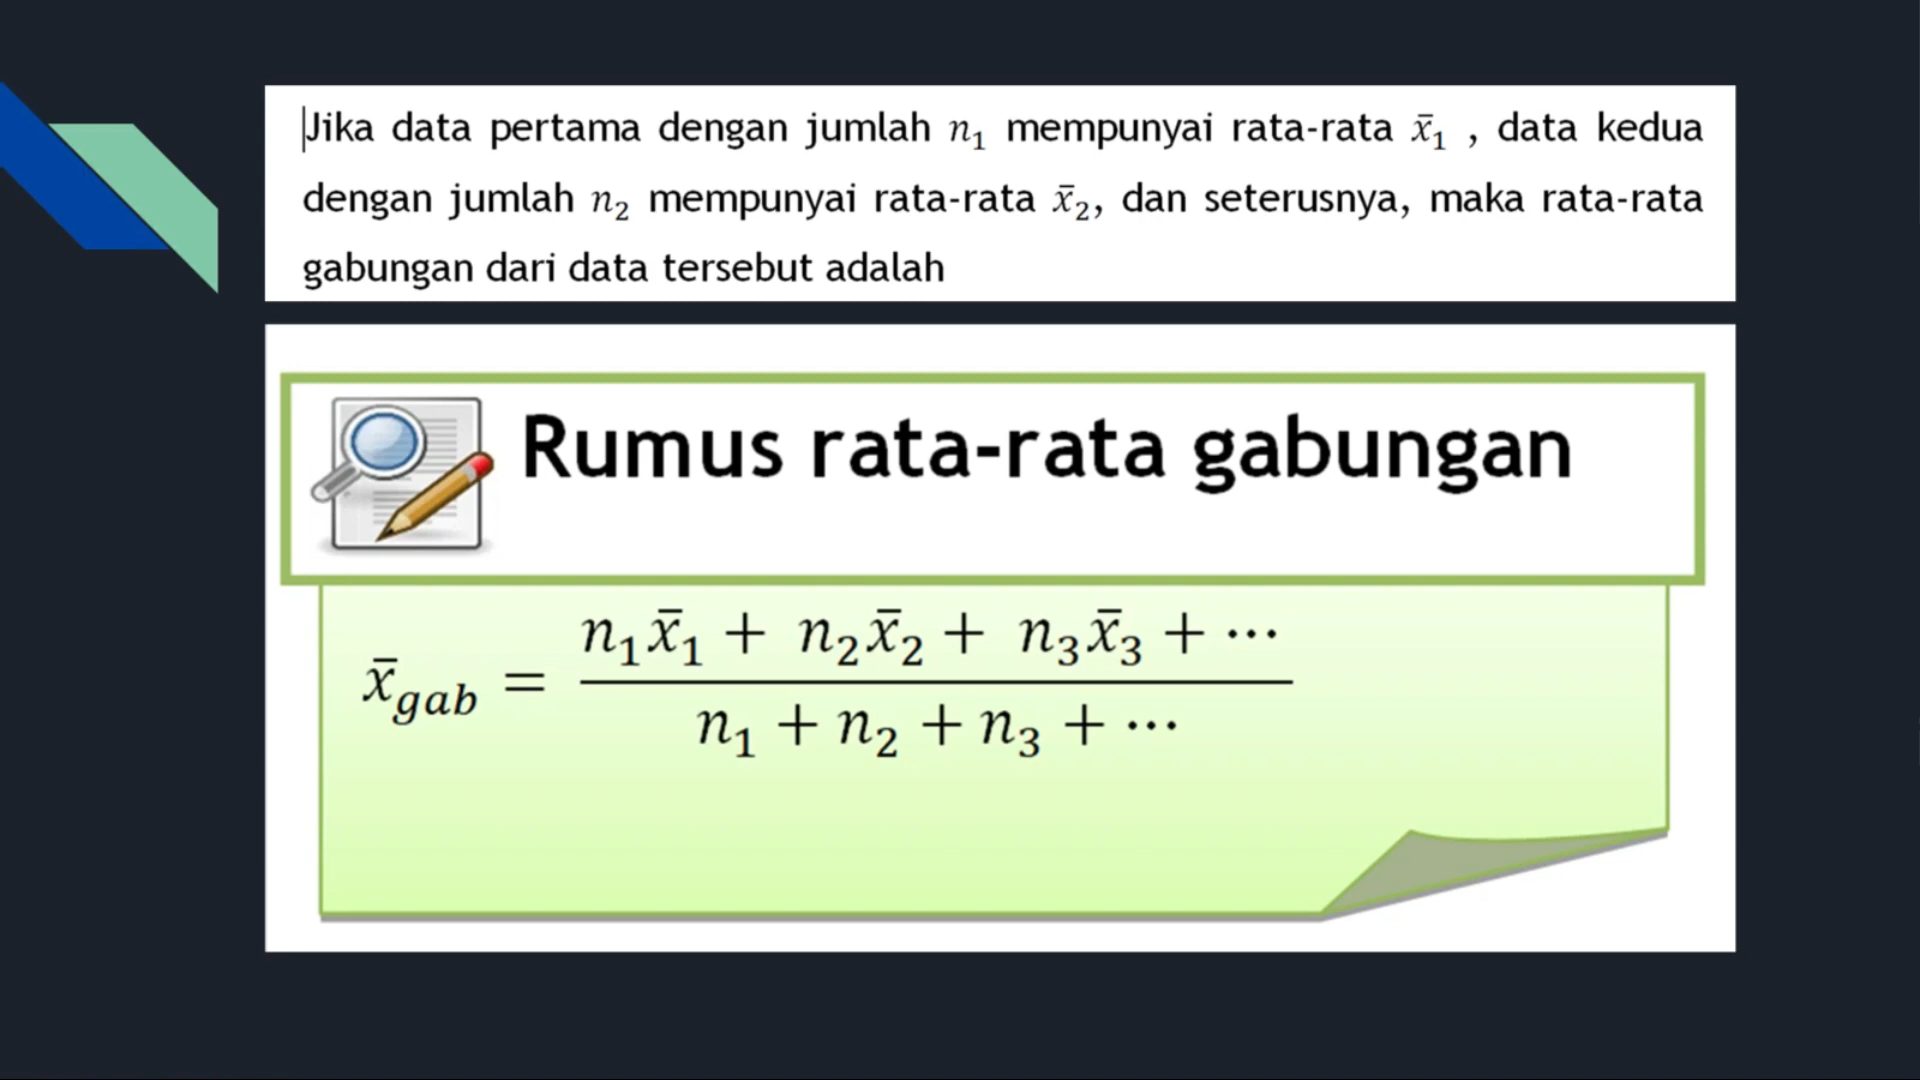 Jika data pertama dengan jumlah n₁ mempunyai rata-rata x̄₁ , data kedua
dengan jumlah n₂ mempunyai rata-rata x̄₂, dan seterusnya, maka rata-rata
gabungan dari data tersebut adalah
Rumus rata-rata gabungan
x̄_gab = (n₁x̄₁ + n₂x̄₂ + n₃x̄₃ + ⋯) / (n₁ + n₂ + n₃ + ⋯)